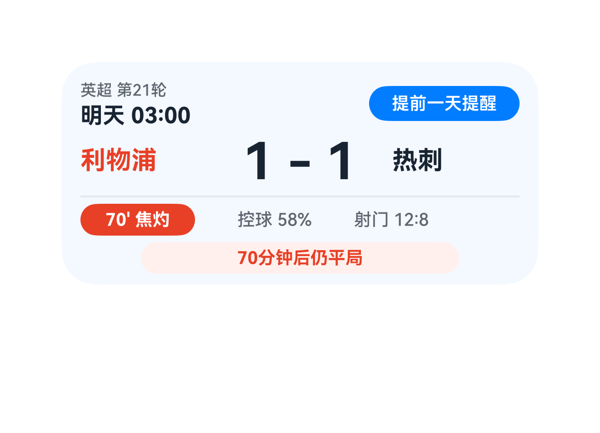 英超 第21轮
明天 03:00
提前一天提醒
利物浦 1 - 1 热刺
70' 焦灼 控球 58% 射门 12:8
70分钟后仍平局